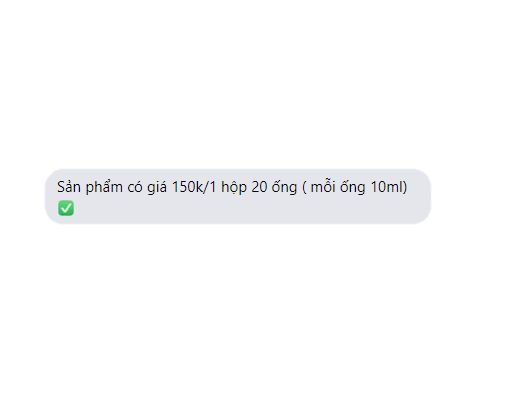 Sản phẩm có giá 150k/1 hộp 20 ống ( mỗi ống 10ml)
✅